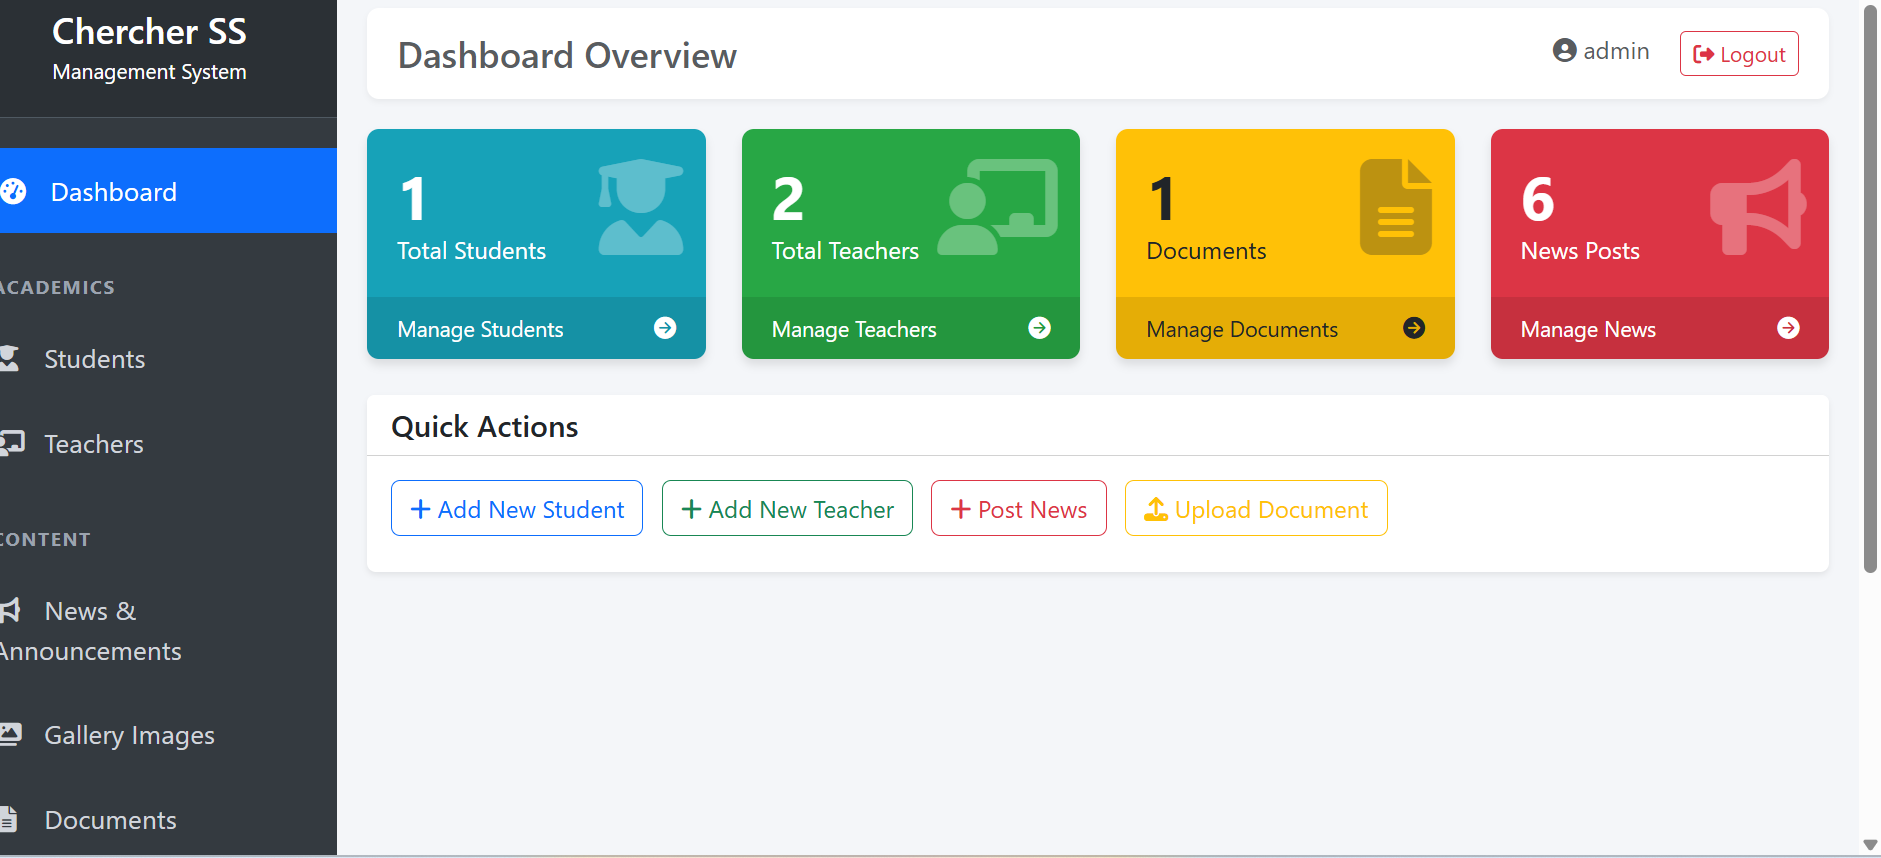 Chercher SS
Management System
Dashboard
ACADEMICS
Students
Teachers
CONTENT
News &
Announcements
Gallery Images
Documents
Dashboard Overview
admin
Logout
1
Total Students
Manage Students
2
Total Teachers
Manage Teachers
1
Documents
Manage Documents
6
News Posts
Manage News
Quick Actions
+ Add New Student
+ Add New Teacher
+ Post News
Upload Document